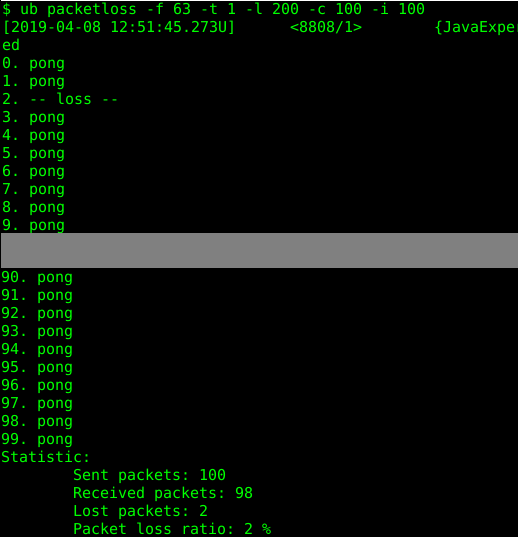 $ ub packetloss -f 63 -t 1 -l 200 -c 100 -i 100
[2019-04-08 12:51:45.273U] <8808/1> {JavaExper
ed
0. pong
1. pong
2. -- loss --
3. pong
4. pong
5. pong
6. pong
7. pong
8. pong
9. pong
90. pong
91. pong
92. pong
93. pong
94. pong
95. pong
96. pong
97. pong
98. pong
99. pong
Statistic:
Sent packets: 100
Received packets: 98
Lost packets: 2
Packet loss ratio: 2 %